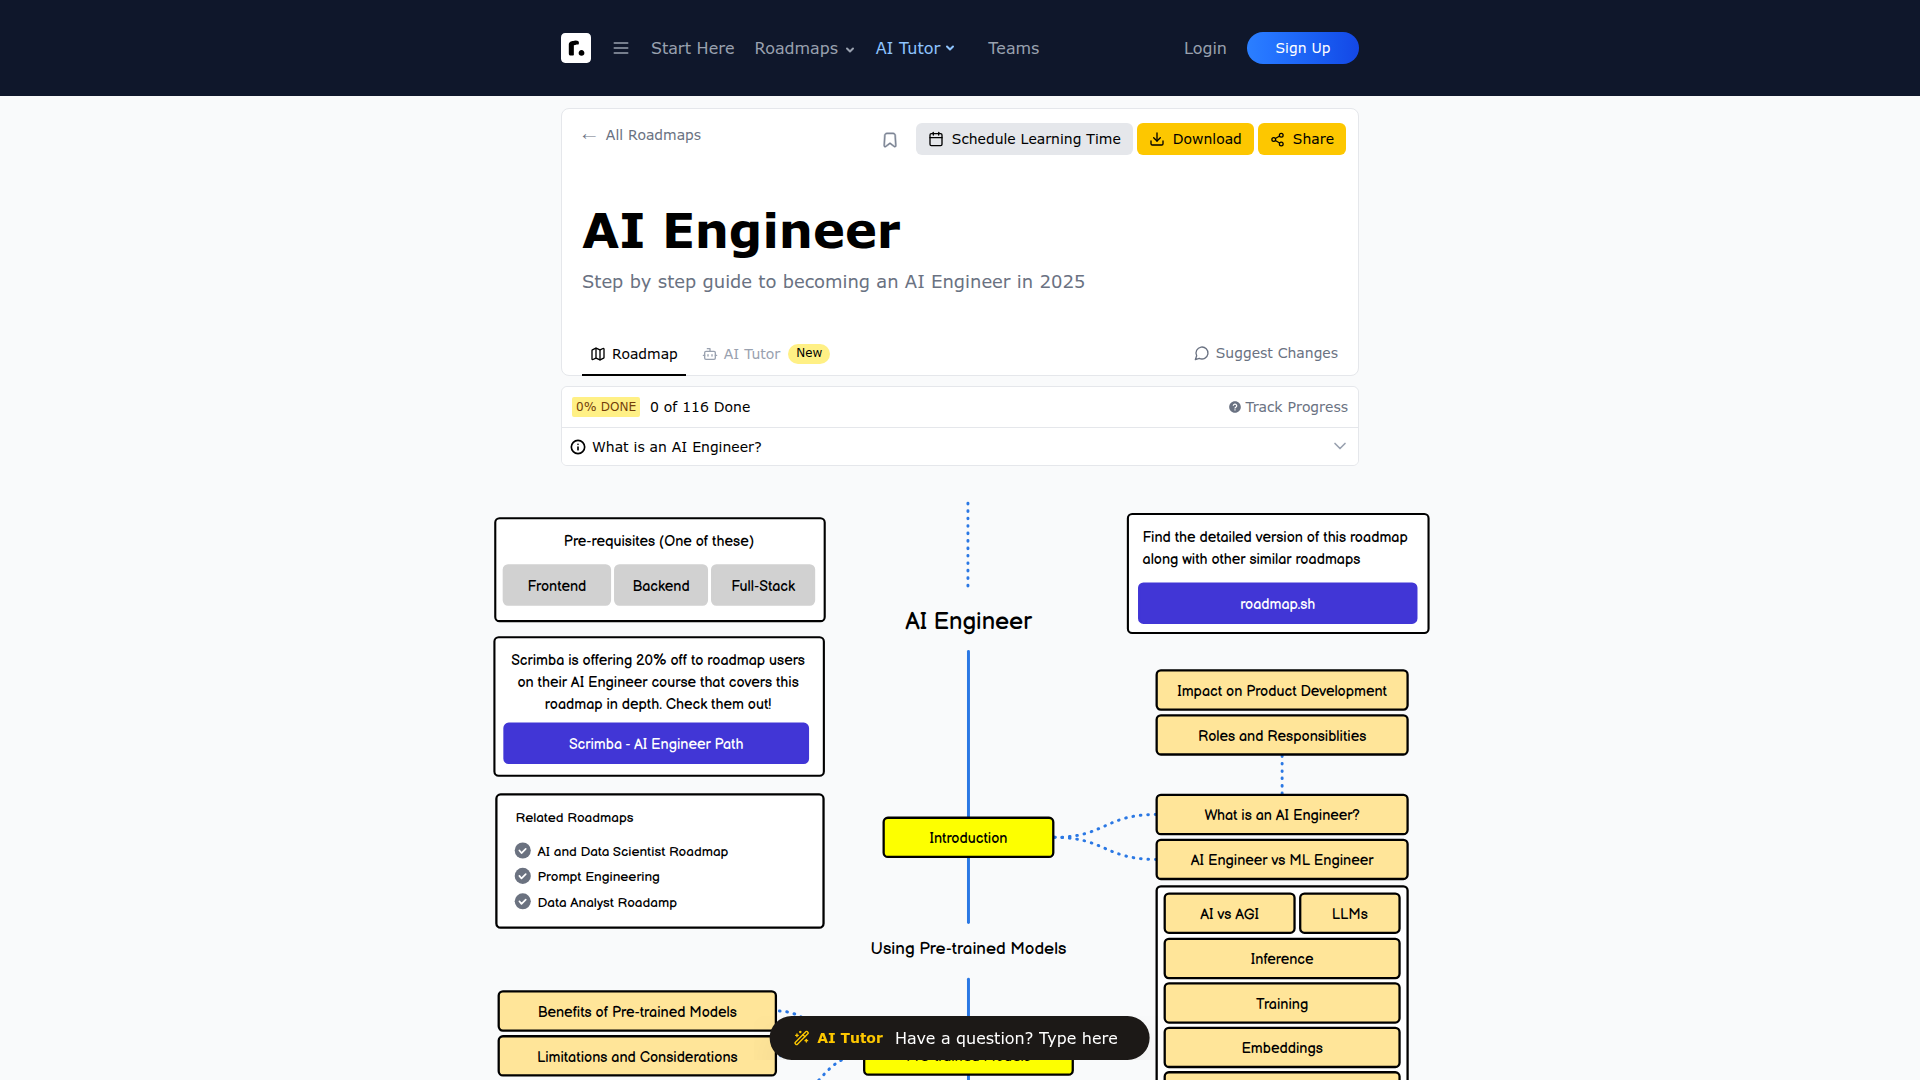 r.
Start Here
Roadmaps
AI Tutor
Teams
Login
Sign Up
← All Roadmaps
Schedule Learning Time
Download
Share
AI Engineer
Step by step guide to becoming an AI Engineer in 2025
Roadmap
AI Tutor
New
Suggest Changes
0% DONE
0 of 116 Done
Track Progress
What is an AI Engineer?
Pre-requisites (One of these)
Frontend
Backend
Full-Stack
Find the detailed version of this roadmap
along with other similar roadmaps
roadmap.sh
AI Engineer
Scrimba is offering 20% off to roadmap users
on their AI Engineer course that covers this
roadmap in depth. Check them out!
Scrimba - AI Engineer Path
Impact on Product Development
Roles and Responsiblities
Related Roadmaps
AI and Data Scientist Roadmap
Prompt Engineering
Data Analyst Roadamp
Introduction
What is an AI Engineer?
AI Engineer vs ML Engineer
AI vs AGI
LLMs
Inference
Training
Embeddings
Using Pre-trained Models
Benefits of Pre-trained Models
Limitations and Considerations
AI Tutor
Have a question? Type here